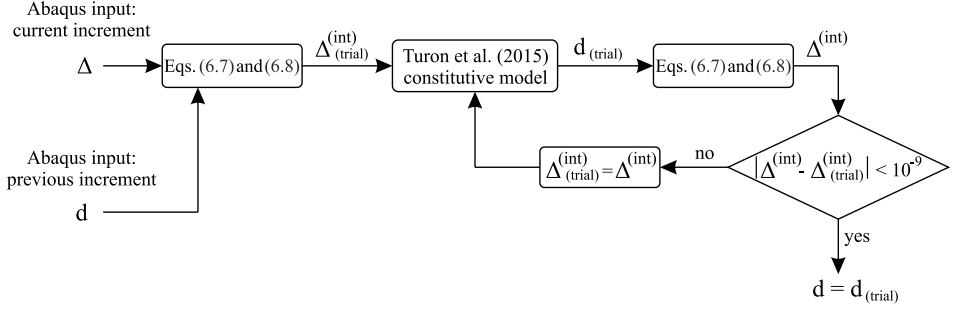 Abaqus input:
current increment
Δ
Eqs. (6.7) and (6.8)
Δ(trial)^(int)
Turon et al. (2015)
constitutive model
d(trial)
Eqs. (6.7) and (6.8)
Δ^(int)
Abaqus input:
previous increment
d
Δ(trial)^(int) = Δ^(int)
no
|Δ^(int) - Δ(trial)^(int)| < 10^-9
yes
d = d(trial)